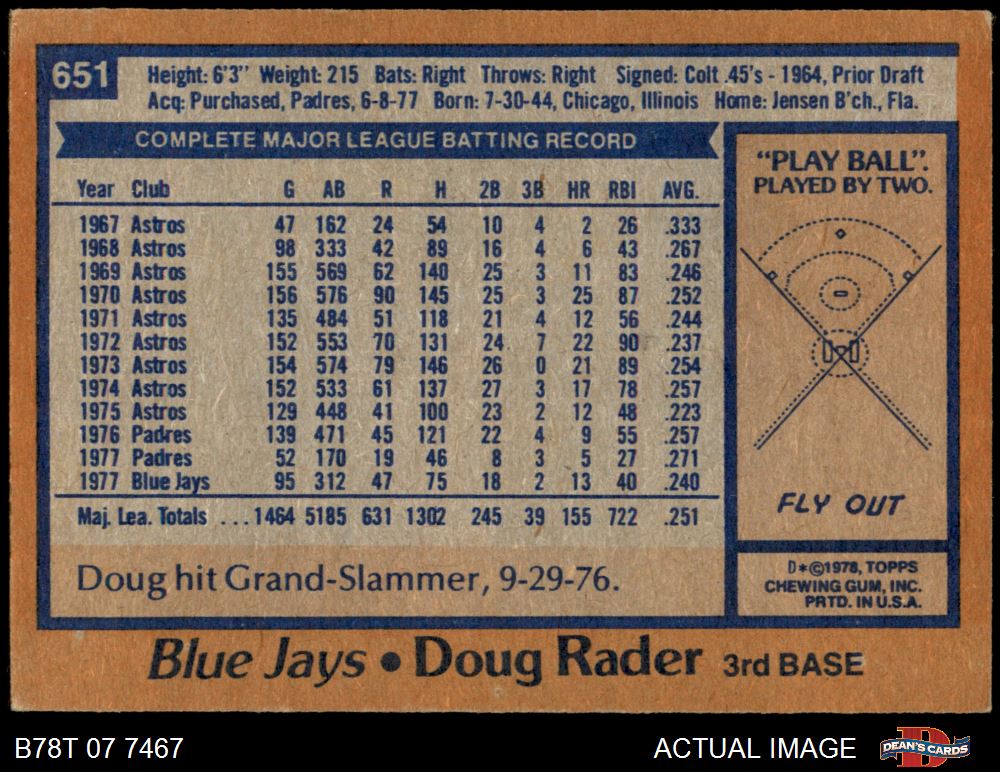 651
Height: 6'3" Weight: 215 Bats: Right Throws: Right Signed: Colt .45's - 1964, Prior Draft
Acq: Purchased, Padres, 6-8-77 Born: 7-30-44, Chicago, Illinois Home: Jensen B'ch., Fla.
COMPLETE MAJOR LEAGUE BATTING RECORD
Year Club G AB R H 2B 3B HR RBI AVG.
1967 Astros 47 162 24 54 10 4 2 26 .333
1968 Astros 98 333 42 89 16 4 6 43 .267
1969 Astros 155 569 62 140 25 3 11 83 .246
1970 Astros 156 576 90 145 25 3 25 87 .252
1971 Astros 135 484 51 118 21 4 12 56 .244
1972 Astros 152 553 70 131 24 7 22 90 .237
1973 Astros 154 574 79 146 26 0 21 89 .254
1974 Astros 152 533 61 137 27 3 17 78 .257
1975 Astros 129 448 41 100 23 2 12 48 .223
1976 Padres 139 471 45 121 22 4 9 55 .257
1977 Padres 52 170 19 46 8 3 5 27 .271
1977 Blue Jays 95 312 47 75 18 2 13 40 .240
Maj. Lea. Totals ... 1464 5185 631 1302 245 39 155 722 .251
Doug hit Grand-Slammer, 9-29-76.
"PLAY BALL".
PLAYED BY TWO.
FLY OUT
D*©1978, TOPPS
CHEWING GUM, INC.
PRTD. IN U.S.A.
Blue Jays • Doug Rader 3rd BASE
B78T 07 7467
ACTUAL IMAGE
DEAN'S CARDS